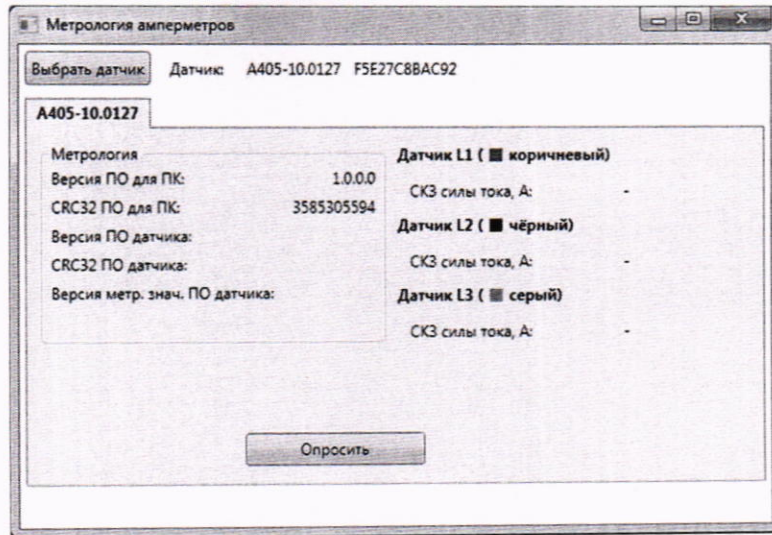 Метрология амперметров
Выбрать датчик Датчик: A405-10.0127 F5E27C8BAC92
A405-10.0127
Метрология
Версия ПО для ПК: 1.0.0.0
CRC32 ПО для ПК: 3585305594
Версия ПО датчика:
CRC32 ПО датчика:
Версия метр. знач. ПО датчика:
Датчик L1 ( коричневый)
СКЗ силы тока, А: -
Датчик L2 ( чёрный)
СКЗ силы тока, А: -
Датчик L3 ( серый)
СКЗ силы тока, А: -
Опросить